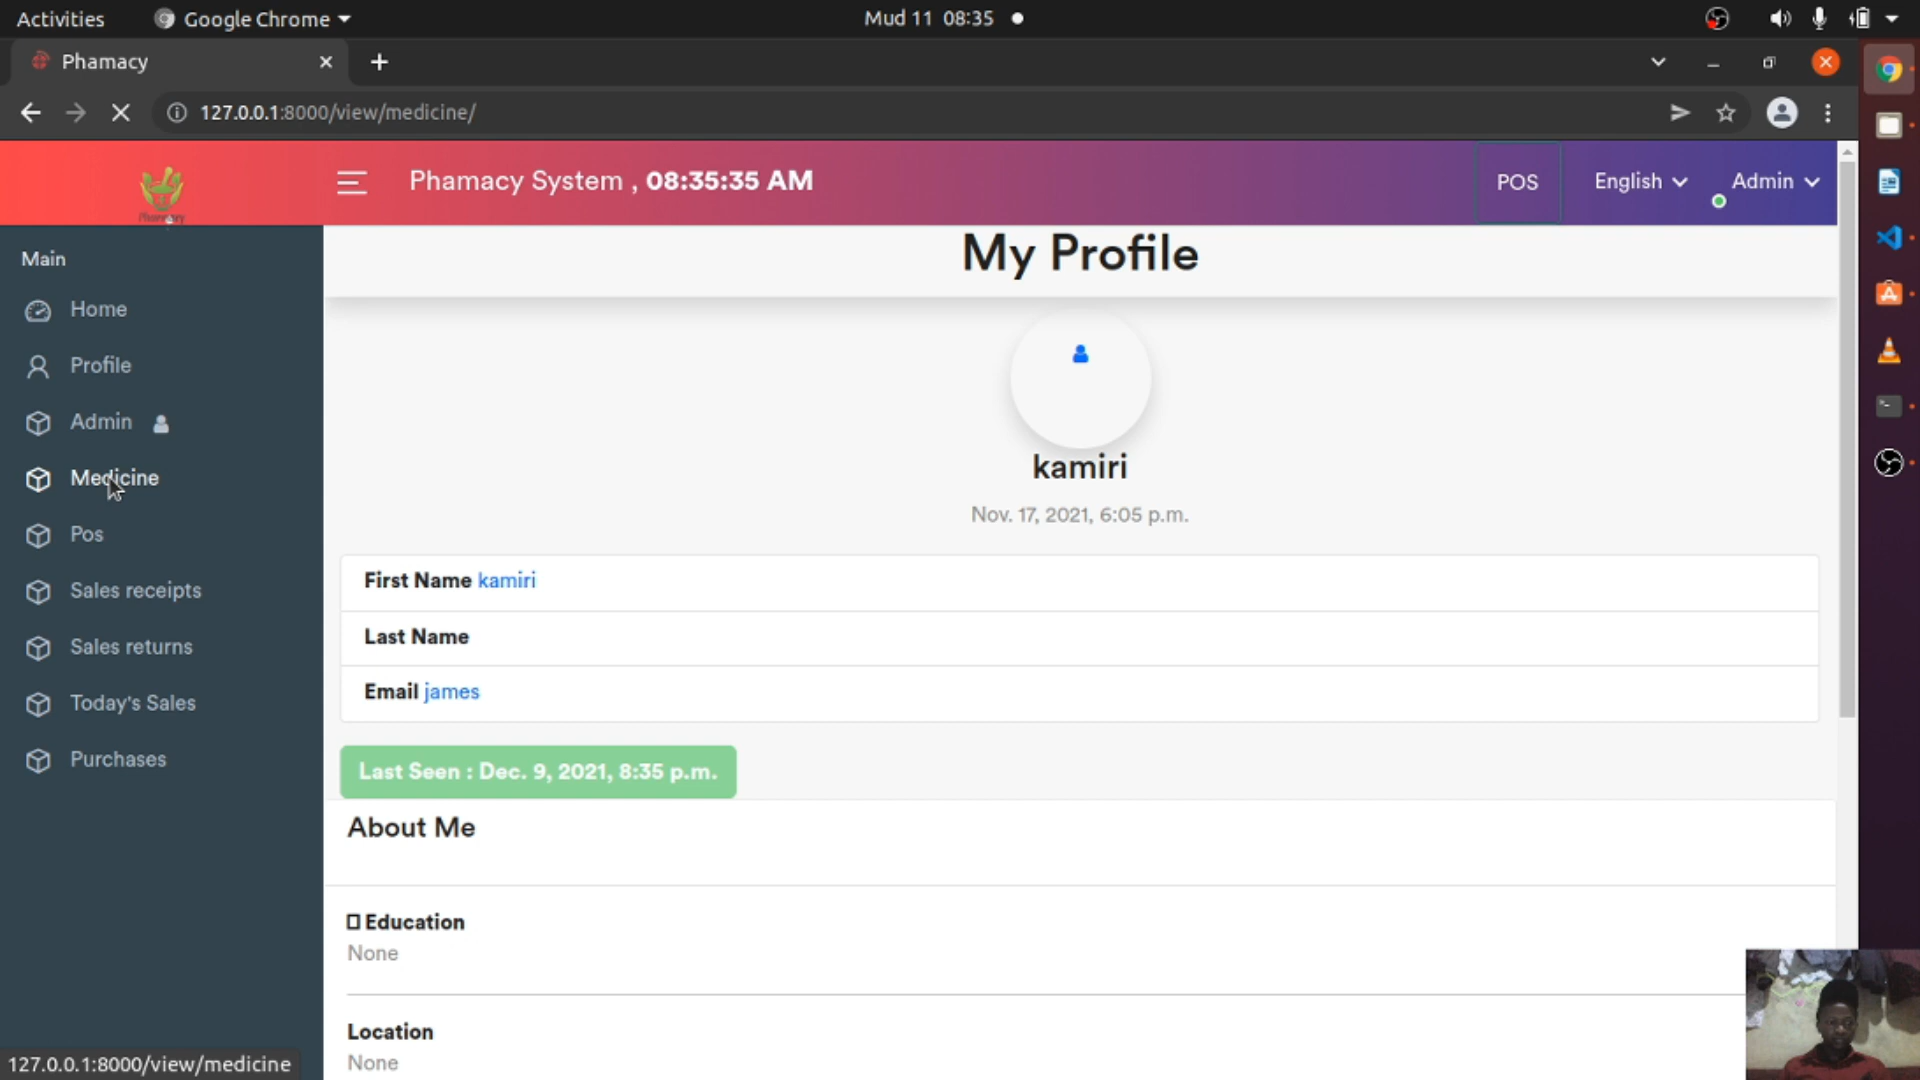 Activities Google Chrome Mud 11 08:35
Phamacy
127.0.0.1:8000/view/medicine/
Pharmacy
Phamacy System , 08:35:35 AM POS English Admin
Main
Home
Profile
Admin
Medicine
Pos
Sales receipts
Sales returns
Today's Sales
Purchases
My Profile
kamiri
Nov. 17, 2021, 6:05 p.m.
First Name kamiri
Last Name
Email james
Last Seen : Dec. 9, 2021, 8:35 p.m.
About Me
Education
None
Location
None
127.0.0.1:8000/view/medicine